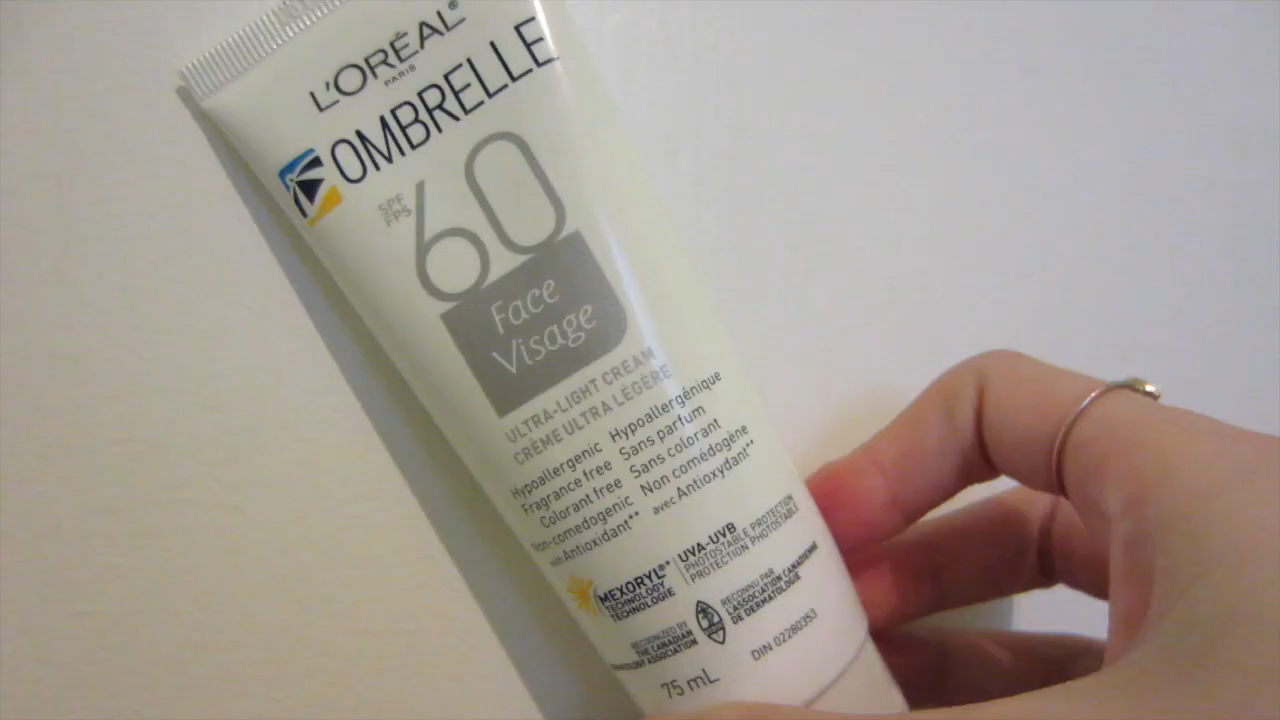 L'ORÉAL®
PARIS
OMBRELLE
SPF
FPS
60
Face
Visage
ULTRA-LIGHT CREAM
CRÈME ULTRA LÉGÈRE
Hypoallergenic Hypoallergénique
Fragrance free Sans parfum
Colorant free Sans colorant
Non-comedogenic Non comédogène
with Antioxidant** avec Antioxydant**
MEXORYL®*
TECHNOLOGY
TECHNOLOGIE
UVA-UVB
PHOTOSTABLE PROTECTION
PROTECTION PHOTOSTABLE
RECOGNIZED BY
THE CANADIAN
DERMATOLOGY ASSOCIATION
RECONNU PAR
L'ASSOCIATION CANADIENNE
DE DERMATOLOGIE
DIN 02280353
75 mL